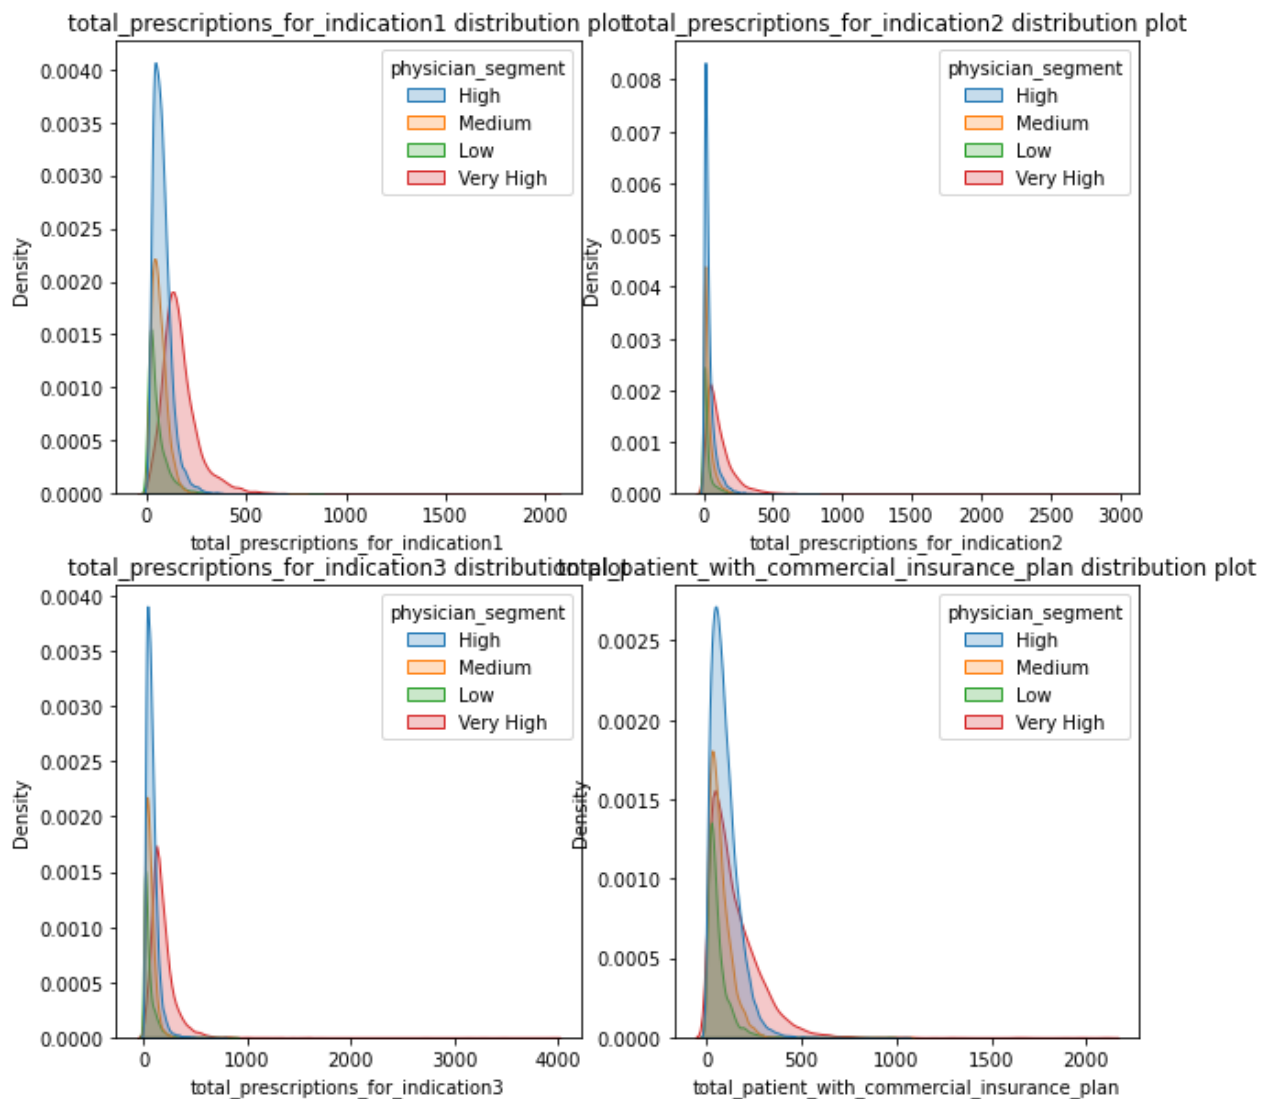 total_prescriptions_for_indication1 distribution plot
physician_segment
High
Medium
Low
Very High
0.0040
0.0035
0.0030
0.0025
0.0020
0.0015
0.0010
0.0005
0.0000
Density
0 500 1000 1500 2000
total_prescriptions_for_indication1
total_prescriptions_for_indication2 distribution plot
physician_segment
High
Medium
Low
Very High
0.008
0.007
0.006
0.005
0.004
0.003
0.002
0.001
0.000
Density
0 500 1000 1500 2000 2500 3000
total_prescriptions_for_indication2
total_prescriptions_for_indication3 distribution plot
physician_segment
High
Medium
Low
Very High
0.0040
0.0035
0.0030
0.0025
0.0020
0.0015
0.0010
0.0005
0.0000
Density
0 1000 2000 3000 4000
total_prescriptions_for_indication3
total_patient_with_commercial_insurance_plan distribution plot
physician_segment
High
Medium
Low
Very High
0.0025
0.0020
0.0015
0.0010
0.0005
0.0000
Density
0 500 1000 1500 2000
total_patient_with_commercial_insurance_plan